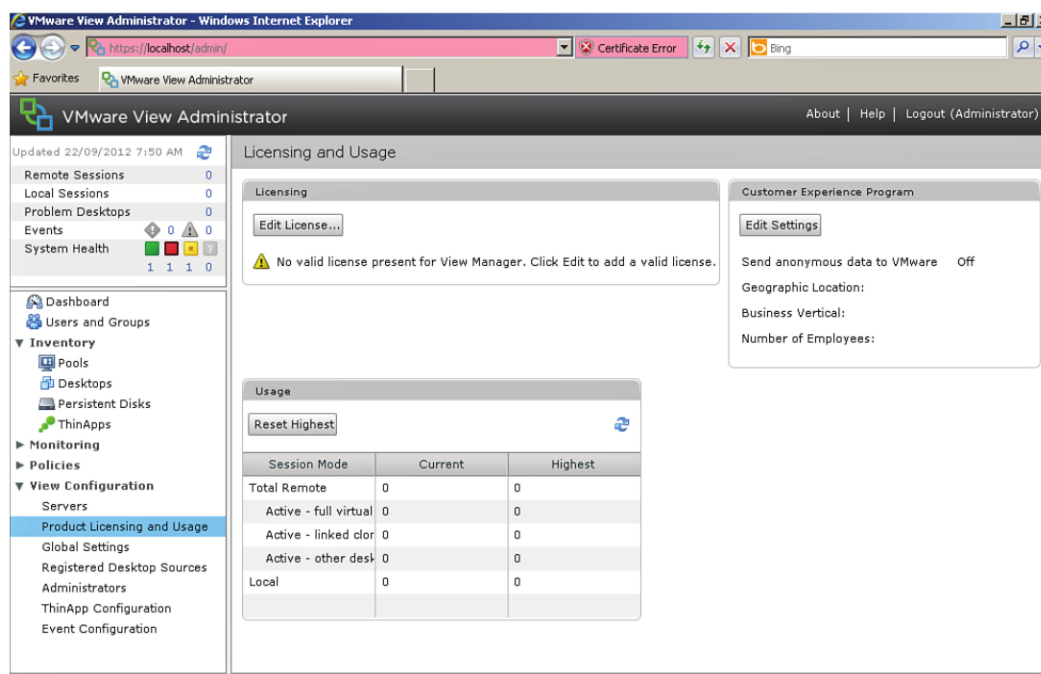 VMware View Administrator - Windows Internet Explorer
https://localhost/admin/
Certificate Error
Bing
Favorites
VMware View Administrator
VMware View Administrator
About | Help | Logout (Administrator)
Updated 22/09/2012 7:50 AM
Remote Sessions 0
Local Sessions 0
Problem Desktops 0
Events 0 0
System Health
1 1 1 0
Dashboard
Users and Groups
Inventory
Pools
Desktops
Persistent Disks
ThinApps
Monitoring
Policies
View Configuration
Servers
Product Licensing and Usage
Global Settings
Registered Desktop Sources
Administrators
ThinApp Configuration
Event Configuration
Licensing and Usage
Licensing
Edit License...
No valid license present for View Manager. Click Edit to add a valid license.
Customer Experience Program
Edit Settings
Send anonymous data to VMware Off
Geographic Location:
Business Vertical:
Number of Employees:
Usage
Reset Highest
Session Mode Current Highest
Total Remote 0 0
Active - full virtual 0 0
Active - linked clor 0 0
Active - other desk 0 0
Local 0 0